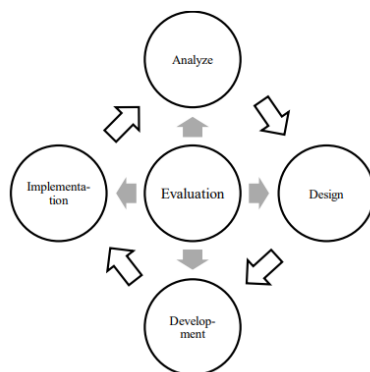 Analyze
Implementa-
tion
Evaluation
Design
Develop-
ment